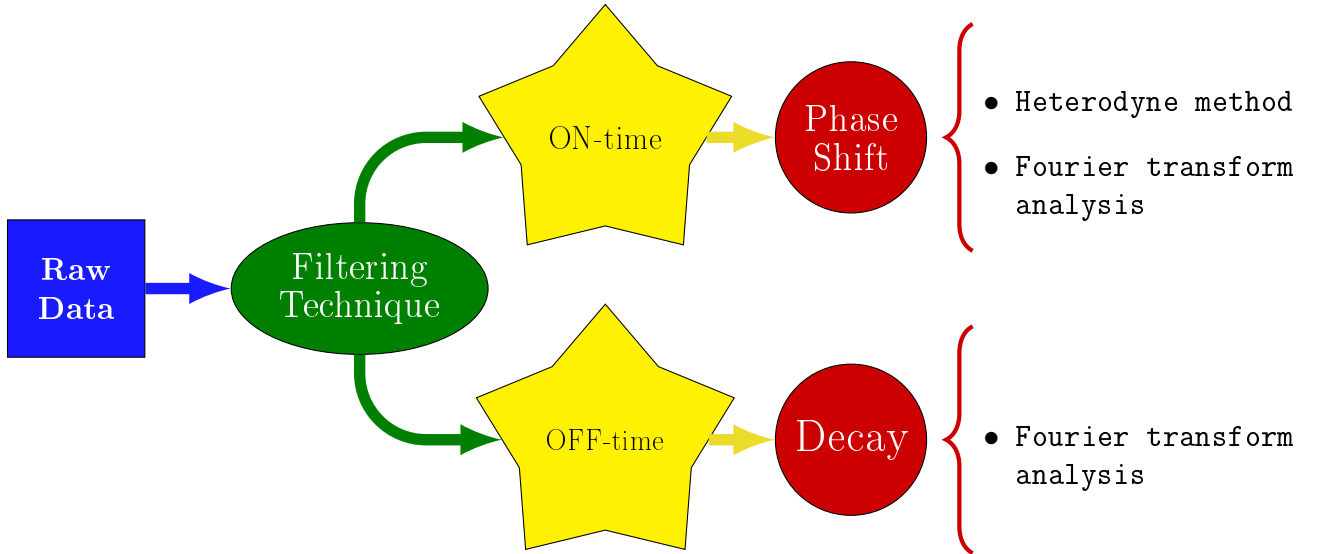 Raw
Data
Filtering
Technique
ON-time
Phase
Shift
• Heterodyne method
• Fourier transform
analysis
OFF-time
Decay
• Fourier transform
analysis